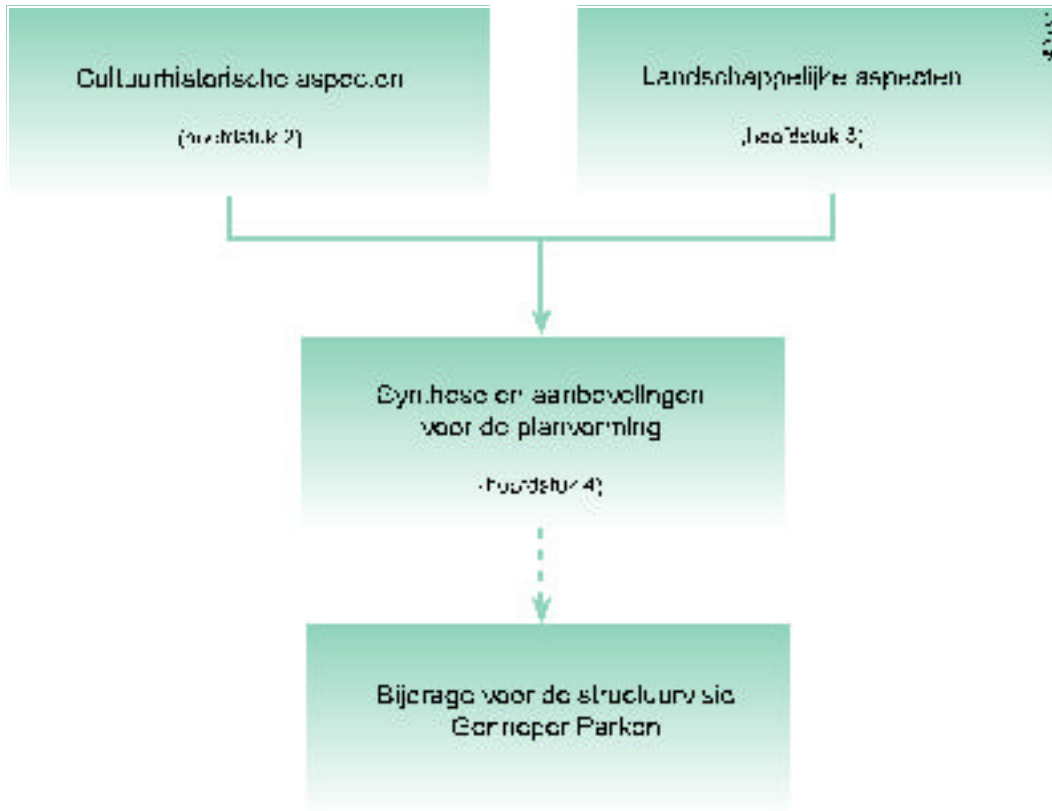 Cultuurhistorische aspecten
(hoofdstuk 2)
Landschappelijke aspecten
(hoofdstuk 3)
Synthese en aanbevelingen
voor de planvorming
(hoofdstuk 4)
Bijdrage voor de structuurvisie
Genneper Parken